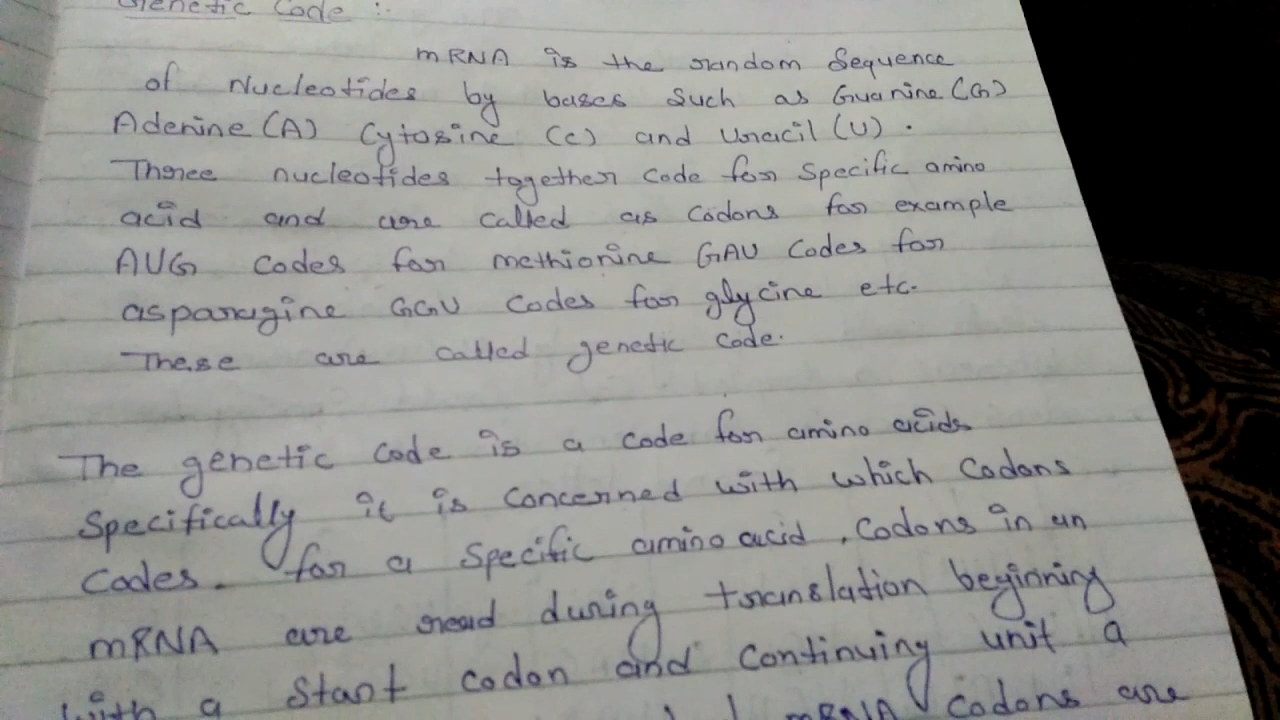 Genetic Code :-
mRNA is the random Sequence
of Nucleotides by bases Such as Guanine (G)
Adenine (A) Cytosine (C) and Uracil (U) .
Three nucleotides together Code for Specific amino
acid and are called as Codons for example
AUG Codes for methionine GAU Codes for
asparagine GGU Codes for glycine etc.
These are called genetic code.
The genetic code is a code for amino acids
Specifically it is Concerned with which Codons
Codes. for a Specific amino acid . Codons in an
mRNA are read during translation beginning
with a Start codon and Continuing unit a
mRNA Codons are